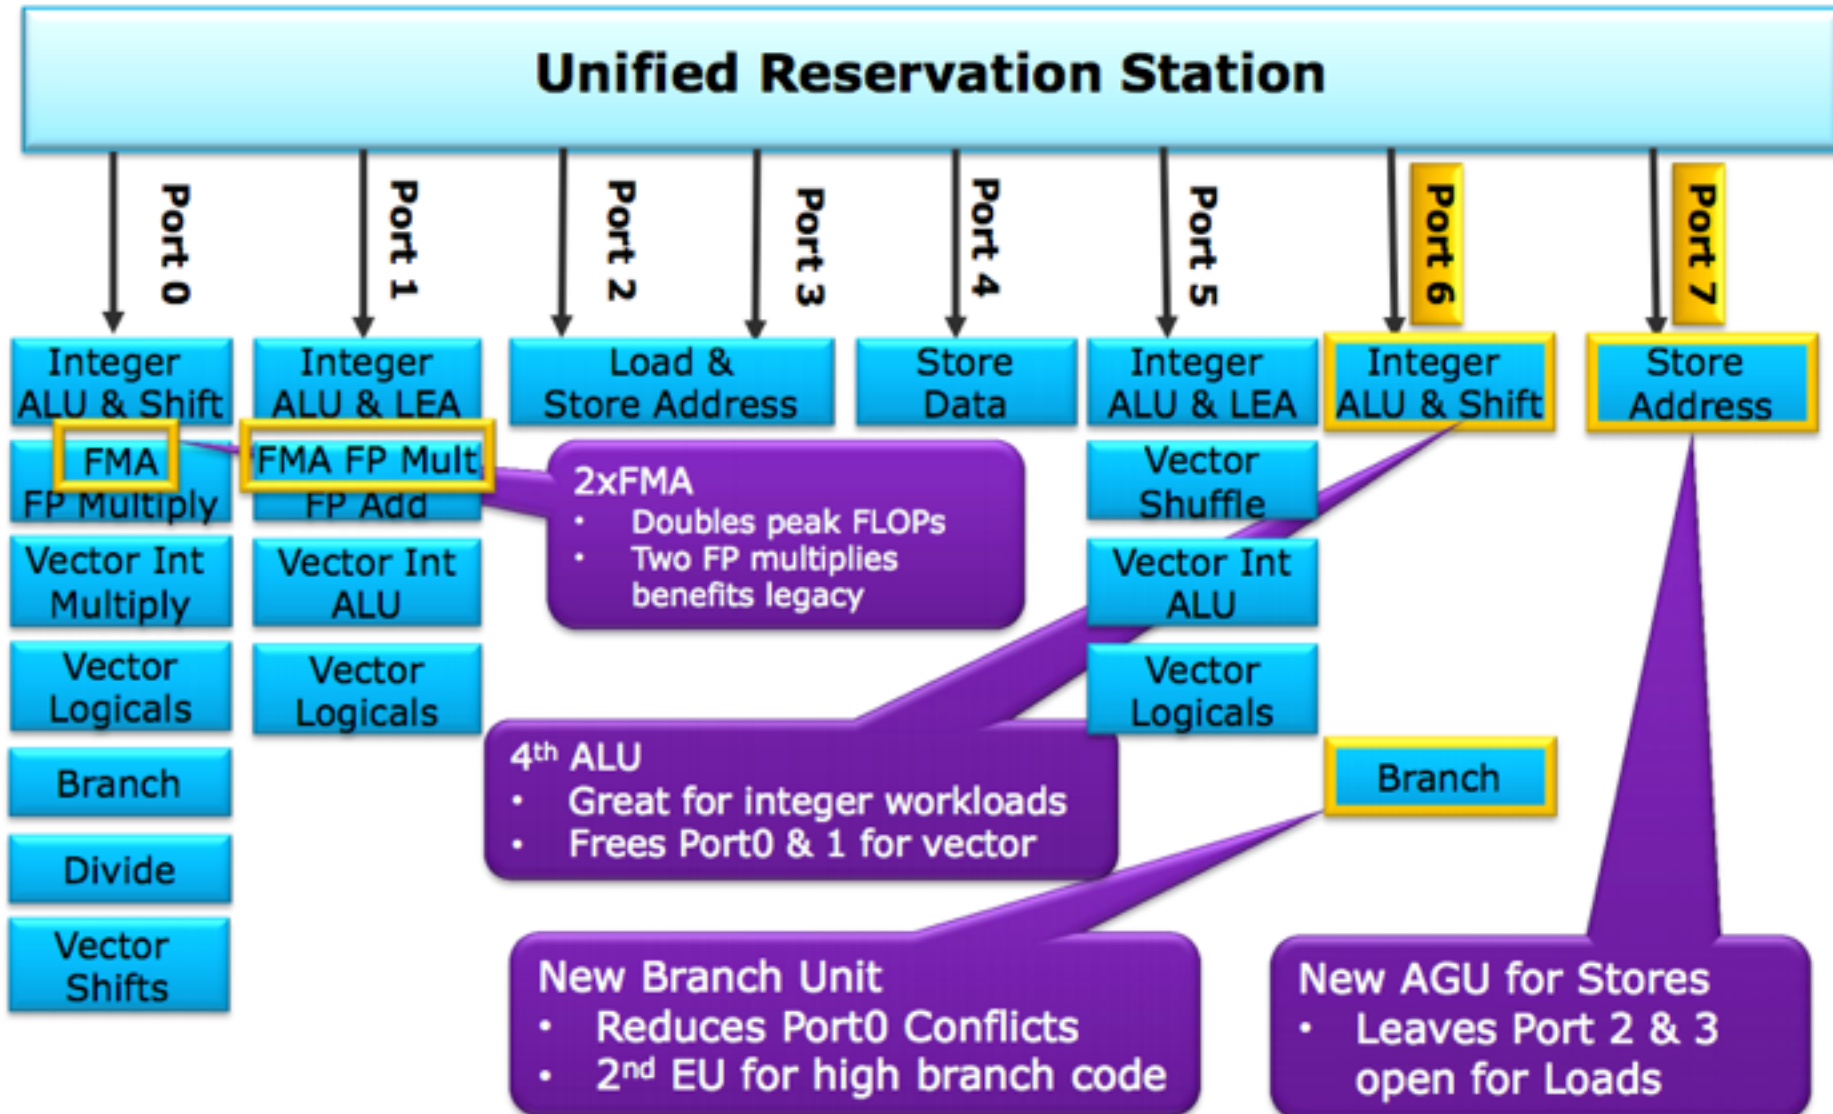 Unified Reservation Station
Port 0
Port 1
Port 2
Port 3
Port 4
Port 5
Port 6
Port 7
Integer
ALU & Shift
FMA
FP Multiply
Vector Int
Multiply
Vector
Logicals
Branch
Divide
Vector
Shifts
Integer
ALU & LEA
FMA FP Mult
FP Add
Vector Int
ALU
Vector
Logicals
Load &
Store Address
Store
Data
Integer
ALU & LEA
Vector
Shuffle
Vector Int
ALU
Vector
Logicals
Integer
ALU & Shift
Branch
Store
Address
2xFMA
• Doubles peak FLOPs
• Two FP multiplies
benefits legacy
4th ALU
• Great for integer workloads
• Frees Port0 & 1 for vector
New Branch Unit
• Reduces Port0 Conflicts
• 2nd EU for high branch code
New AGU for Stores
• Leaves Port 2 & 3
open for Loads